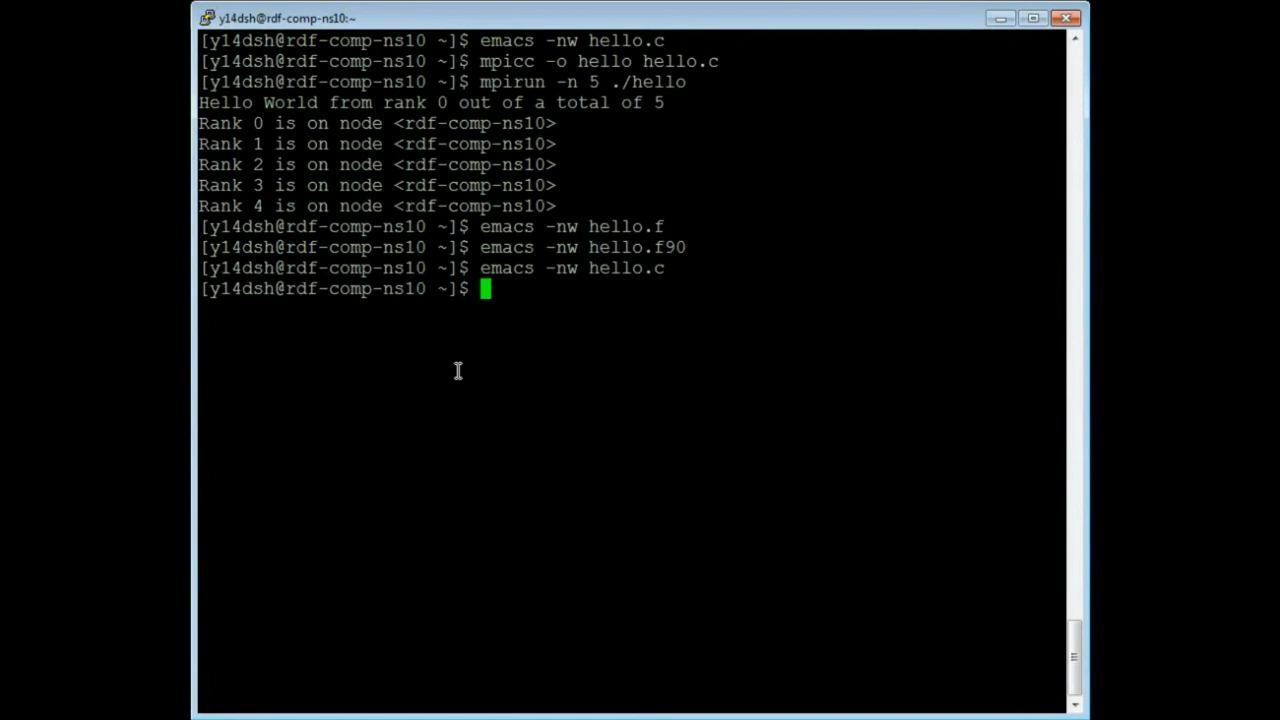 y14dsh@rdf-comp-ns10:~
[y14dsh@rdf-comp-ns10 ~]$ emacs -nw hello.c
[y14dsh@rdf-comp-ns10 ~]$ mpicc -o hello hello.c
[y14dsh@rdf-comp-ns10 ~]$ mpirun -n 5 ./hello
Hello World from rank 0 out of a total of 5
Rank 0 is on node <rdf-comp-ns10>
Rank 1 is on node <rdf-comp-ns10>
Rank 2 is on node <rdf-comp-ns10>
Rank 3 is on node <rdf-comp-ns10>
Rank 4 is on node <rdf-comp-ns10>
[y14dsh@rdf-comp-ns10 ~]$ emacs -nw hello.f
[y14dsh@rdf-comp-ns10 ~]$ emacs -nw hello.f90
[y14dsh@rdf-comp-ns10 ~]$ emacs -nw hello.c
[y14dsh@rdf-comp-ns10 ~]$